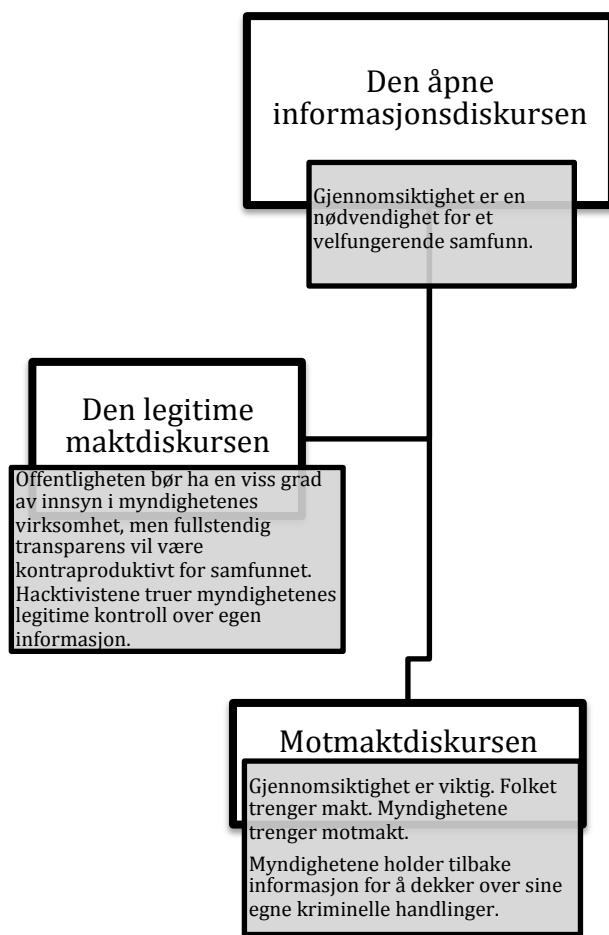 Den åpne
informasjonsdiskursen
Gjennomsiktighet er en
nødvendighet for et
velfungerende samfunn.
Den legitime
maktdiskursen
Offentligheten bør ha en viss grad
av innsyn i myndighetenes
virksomhet, men fullstendig
transparens vil være
kontraproduktivt for samfunnet.
Hacktivistene truer myndighetenes
legitime kontroll over egen
informasjon.
Motmaktdiskursen
Gjennomsiktighet er viktig. Folket
trenger makt. Myndighetene
trenger motmakt.
Myndighetene holder tilbake
informasjon for å dekker over sine
egne kriminelle handlinger.